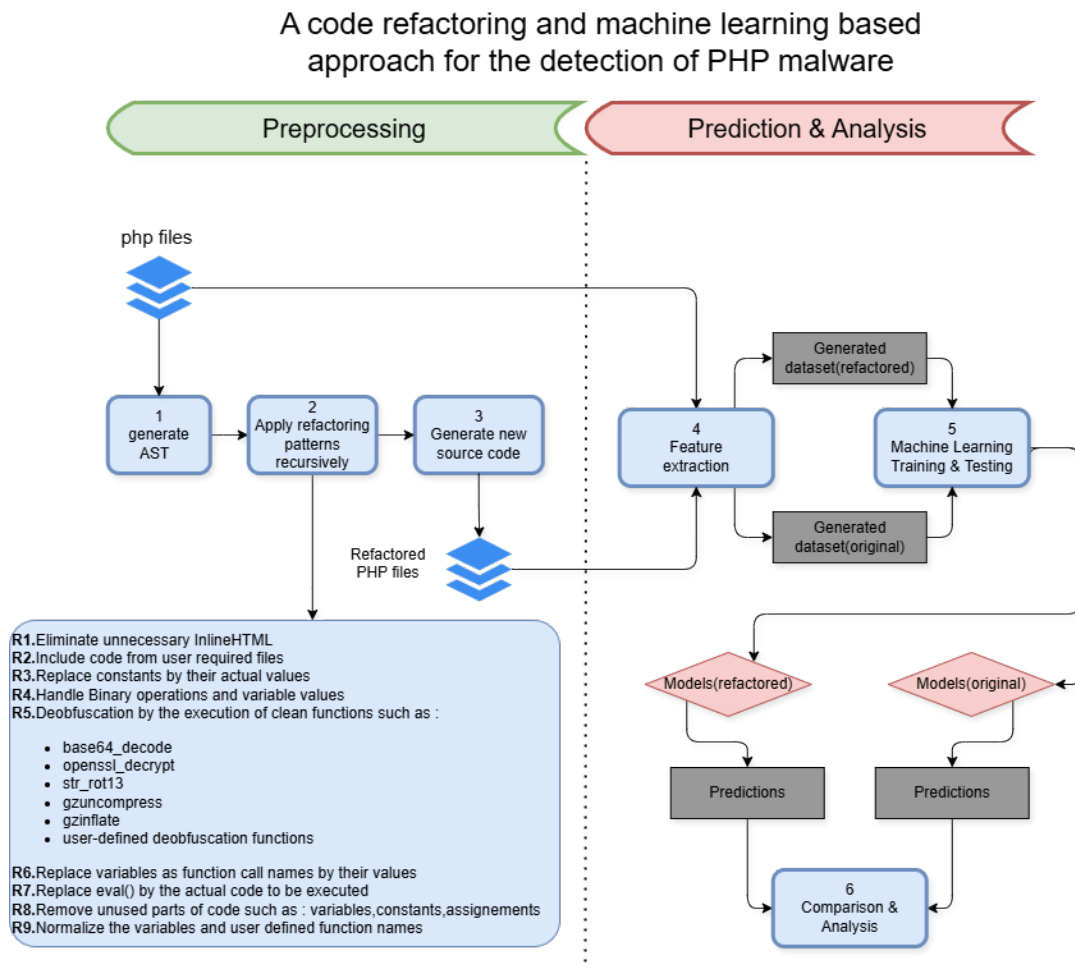 A code refactoring and machine learning based
approach for the detection of PHP malware
Preprocessing
Prediction & Analysis
php files
1
generate
AST
2
Apply refactoring
patterns
recursively
3
Generate new
source code
Refactored
PHP files
4
Feature
extraction
Generated
dataset(refactored)
Generated
dataset(original)
5
Machine Learning
Training & Testing
R1.Eliminate unnecessary InlineHTML
R2.Include code from user required files
R3.Replace constants by their actual values
R4.Handle Binary operations and variable values
R5.Deobfuscation by the execution of clean functions such as :
• base64_decode
• openssl_decrypt
• str_rot13
• gzuncompress
• gzinflate
• user-defined deobfuscation functions
R6.Replace variables as function call names by their values
R7.Replace eval() by the actual code to be executed
R8.Remove unused parts of code such as : variables,constants,assignements
R9.Normalize the variables and user defined function names
Models(refactored)
Models(original)
Predictions
Predictions
6
Comparison &
Analysis